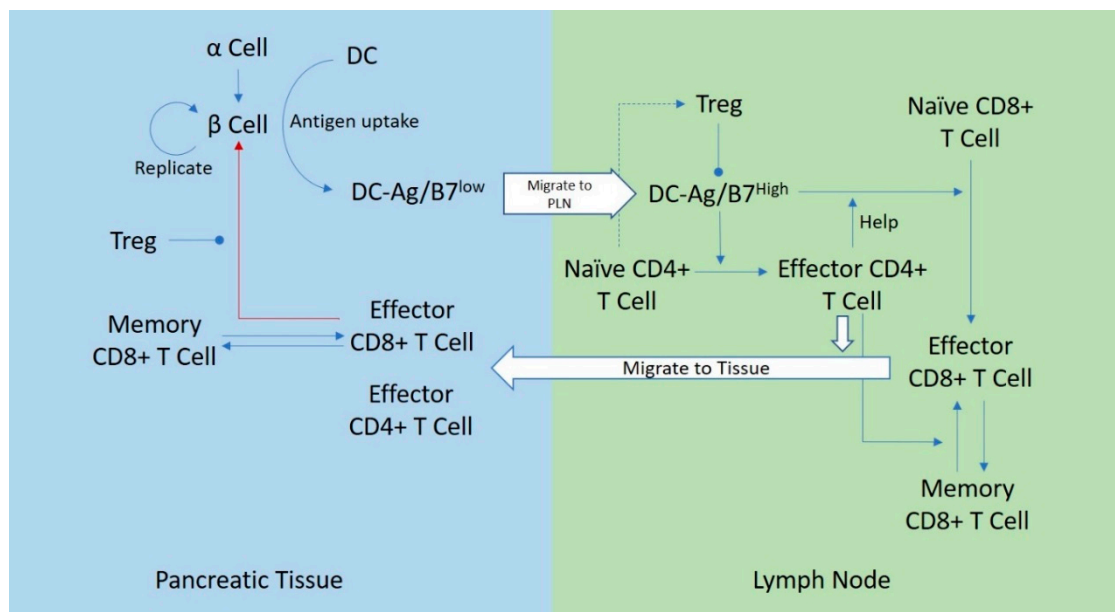 α Cell
DC
β Cell
Antigen uptake
Replicate
DC-Ag/B7low
Treg
Memory
CD8+ T Cell
Effector
CD8+ T Cell
Effector
CD4+ T Cell
Pancreatic Tissue
Migrate to
PLN
Treg
Naïve CD8+
T Cell
DC-Ag/B7High
Help
Naïve CD4+
T Cell
Effector CD4+
T Cell
Migrate to Tissue
Effector
CD8+ T Cell
Memory
CD8+ T Cell
Lymph Node